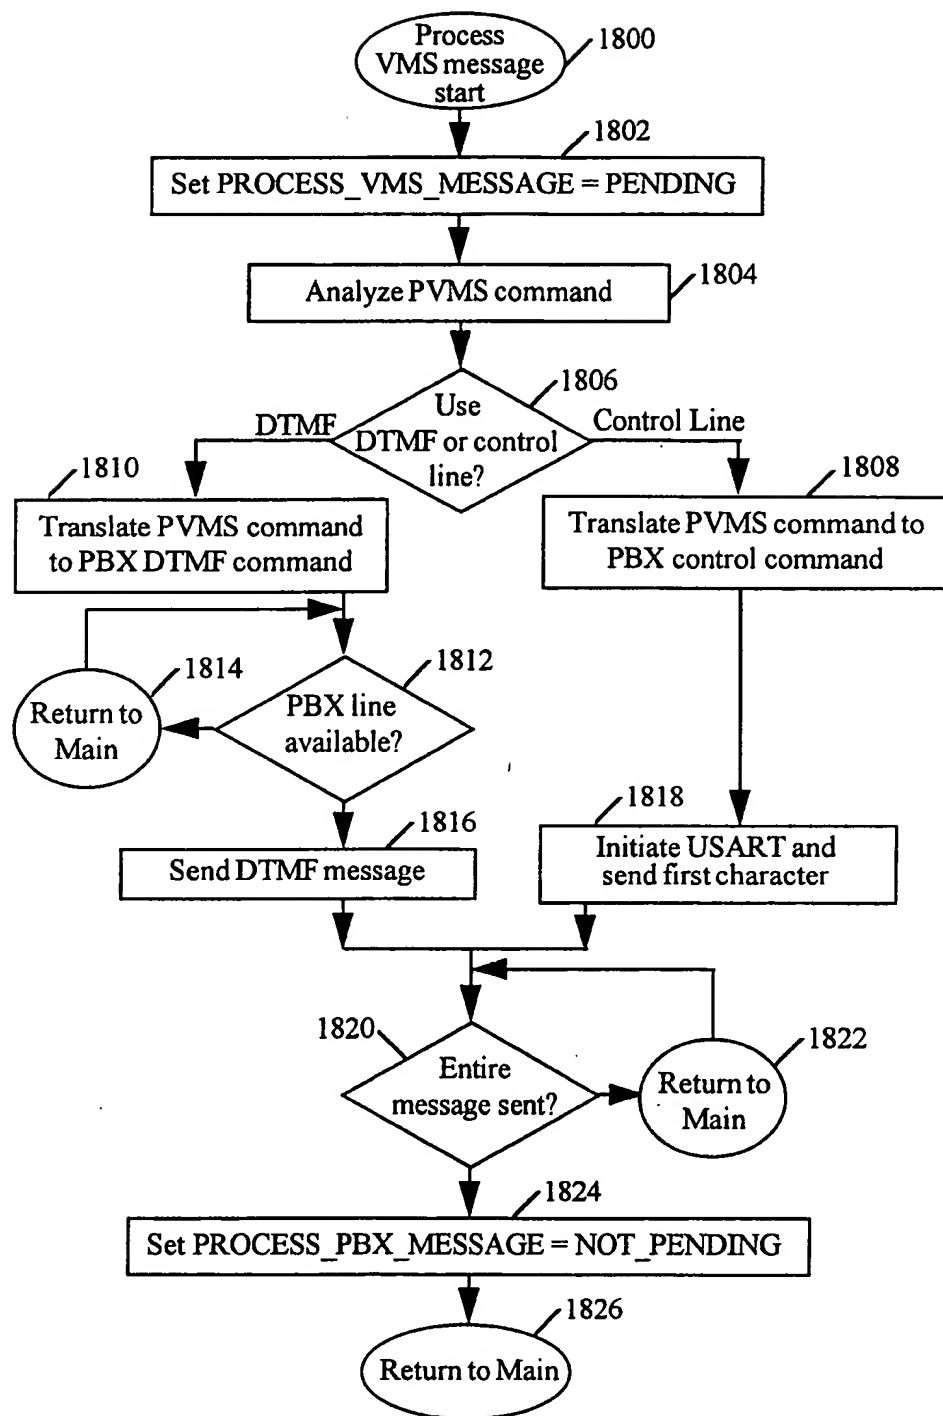 Process
VMS message
start
1800
1802
Set PROCESS_VMS_MESSAGE = PENDING
Analyze PVMS command
1804
1806
Use
DTMF or control
line?
DTMF
Control Line
1810
Translate PVMS command
to PBX DTMF command
1808
Translate PVMS command to
PBX control command
1814
Return to
Main
1812
PBX line
available?
1816
Send DTMF message
1818
Initiate USART and
send first character
1820
Entire
message sent?
1822
Return to
Main
1824
Set PROCESS_PBX_MESSAGE = NOT_PENDING
1826
Return to Main